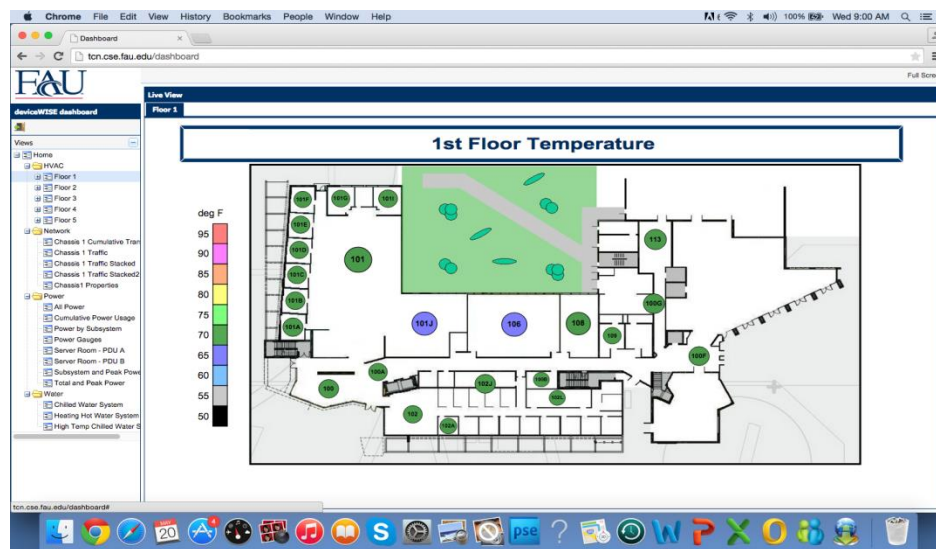 Chrome File Edit View History Bookmarks People Window Help
100% Wed 9:00 AM
Dashboard
tcn.cse.fau.edu/dashboard
FAU
Full Scre
Live View
deviceWISE dashboard
Floor 1
Views
Home
HVAC
Floor 1
Floor 2
Floor 3
Floor 4
Floor 5
Network
Chassis 1 Cumulative Tran
Chassis 1 Traffic
Chassis 1 Traffic Stacked
Chassis 1 Traffic Stacked2
Chassis1 Properties
Power
All Power
Cumulative Power Usage
Power by Subsystem
Power Gauges
Server Room - PDU A
Server Room - PDU B
Subsystem and Peak Powe
Total and Peak Power
Water
Chilled Water System
Heating Hot Water System
High Temp Chilled Water S
1st Floor Temperature
deg F
95
90
85
80
75
70
65
60
55
50
101F
101G
101I
101E
101D
101C
101B
101A
101
113
100G
101J
106
108
109
100F
100A
100
102J
100B
102L
102
102A
tcn.cse.fau.edu/dashboard#
MAY
20
4
S
pse
?
W
P
X
O